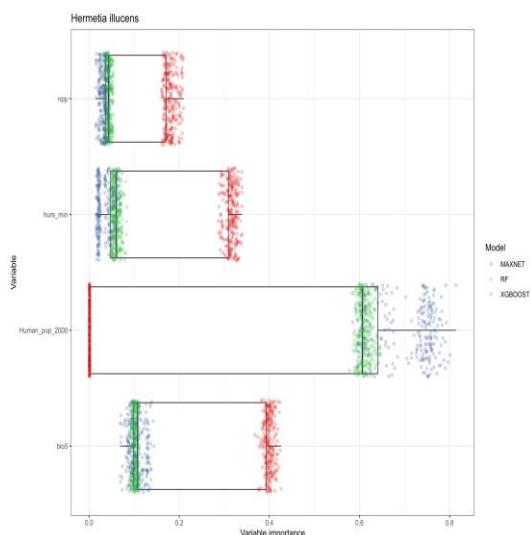 Hermetia illucens
npp
hurs_min
Human_pop_2000
bio5
Variable
0.0 0.2 0.4 0.6 0.8
Variable importance
Model
MAXNET
RF
XGBOOST